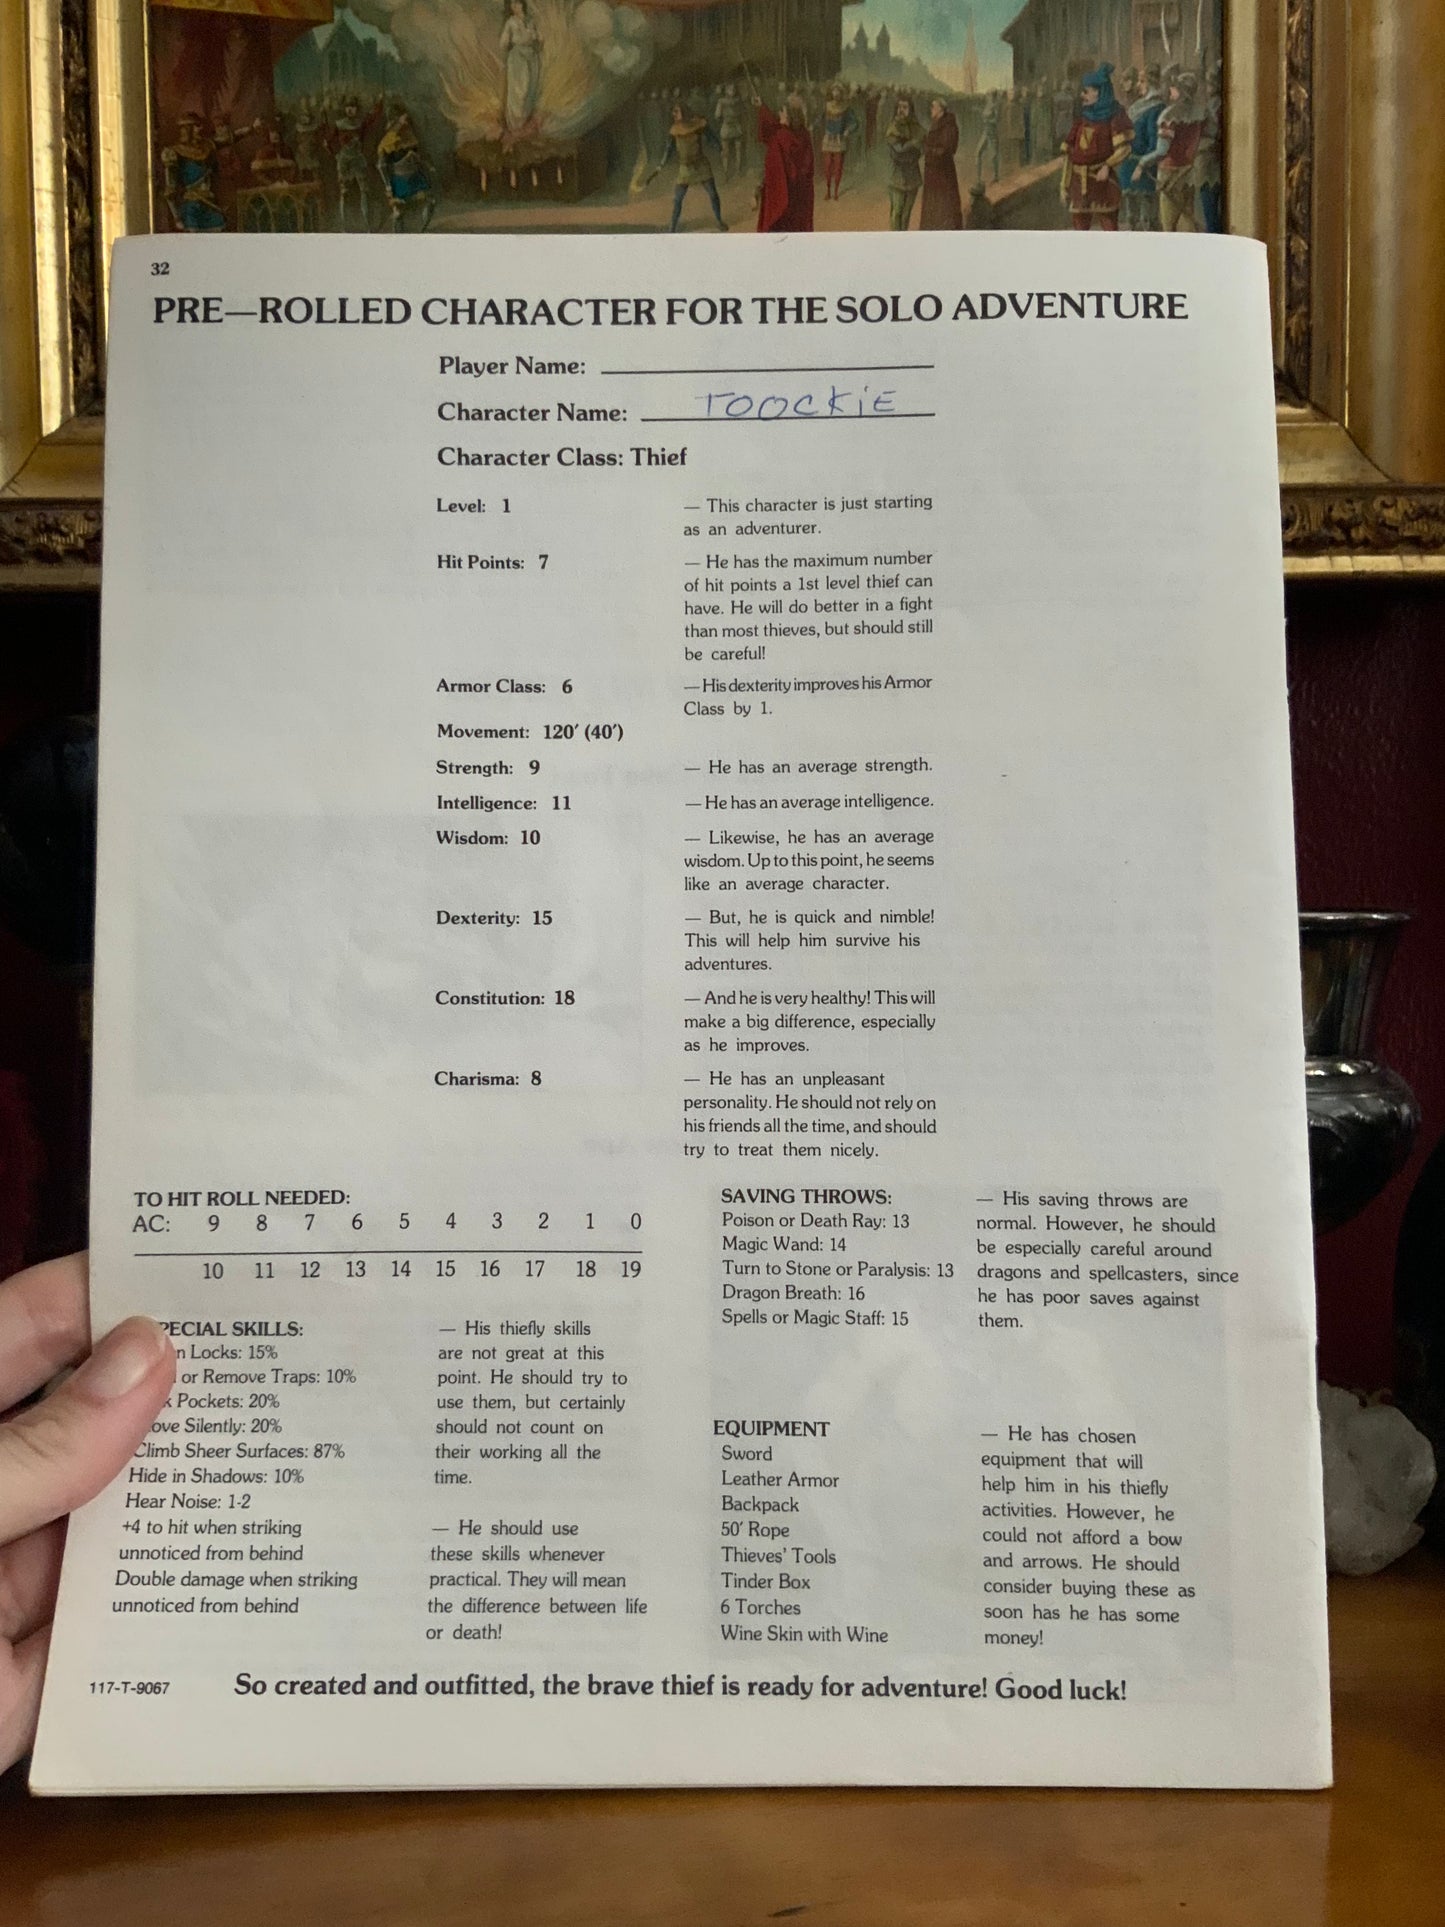 32
PRE—ROLLED CHARACTER FOR THE SOLO ADVENTURE
Player Name:
Character Name: TOOCKiE
Character Class: Thief
Level: 1
— This character is just starting
as an adventurer.
Hit Points: 7
— He has the maximum number
of hit points a 1st level thief can
have. He will do better in a fight
than most thieves, but should still
be careful!
Armor Class: 6
— His dexterity improves his Armor
Class by 1.
Movement: 120′ (40′)
Strength: 9
— He has an average strength.
Intelligence: 11
— He has an average intelligence.
Wisdom: 10
— Likewise, he has an average
wisdom. Up to this point, he seems
like an average character.
Dexterity: 15
— But, he is quick and nimble!
This will help him survive his
adventures.
Constitution: 18
— And he is very healthy! This will
make a big difference, especially
as he improves.
Charisma: 8
— He has an unpleasant
personality. He should not rely on
his friends all the time, and should
try to treat them nicely.
TO HIT ROLL NEEDED:
AC: 9 8 7 6 5 4 3 2 1 0
10 11 12 13 14 15 16 17 18 19
PECIAL SKILLS:
n Locks: 15%
or Remove Traps: 10%
k Pockets: 20%
ove Silently: 20%
Climb Sheer Surfaces: 87%
Hide in Shadows: 10%
Hear Noise: 1-2
+4 to hit when striking
unnoticed from behind
Double damage when striking
unnoticed from behind
— His thiefly skills
are not great at this
point. He should try to
use them, but certainly
should not count on
their working all the
time.
— He should use
these skills whenever
practical. They will mean
the difference between life
or death!
SAVING THROWS:
Poison or Death Ray: 13
Magic Wand: 14
Turn to Stone or Paralysis: 13
Dragon Breath: 16
Spells or Magic Staff: 15
— His saving throws are
normal. However, he should
be especially careful around
dragons and spellcasters, since
he has poor saves against
them.
EQUIPMENT
Sword
Leather Armor
Backpack
50′ Rope
Thieves' Tools
Tinder Box
6 Torches
Wine Skin with Wine
— He has chosen
equipment that will
help him in his thiefly
activities. However, he
could not afford a bow
and arrows. He should
consider buying these as
soon has he has some
money!
117-T-9067
So created and outfitted, the brave thief is ready for adventure! Good luck!